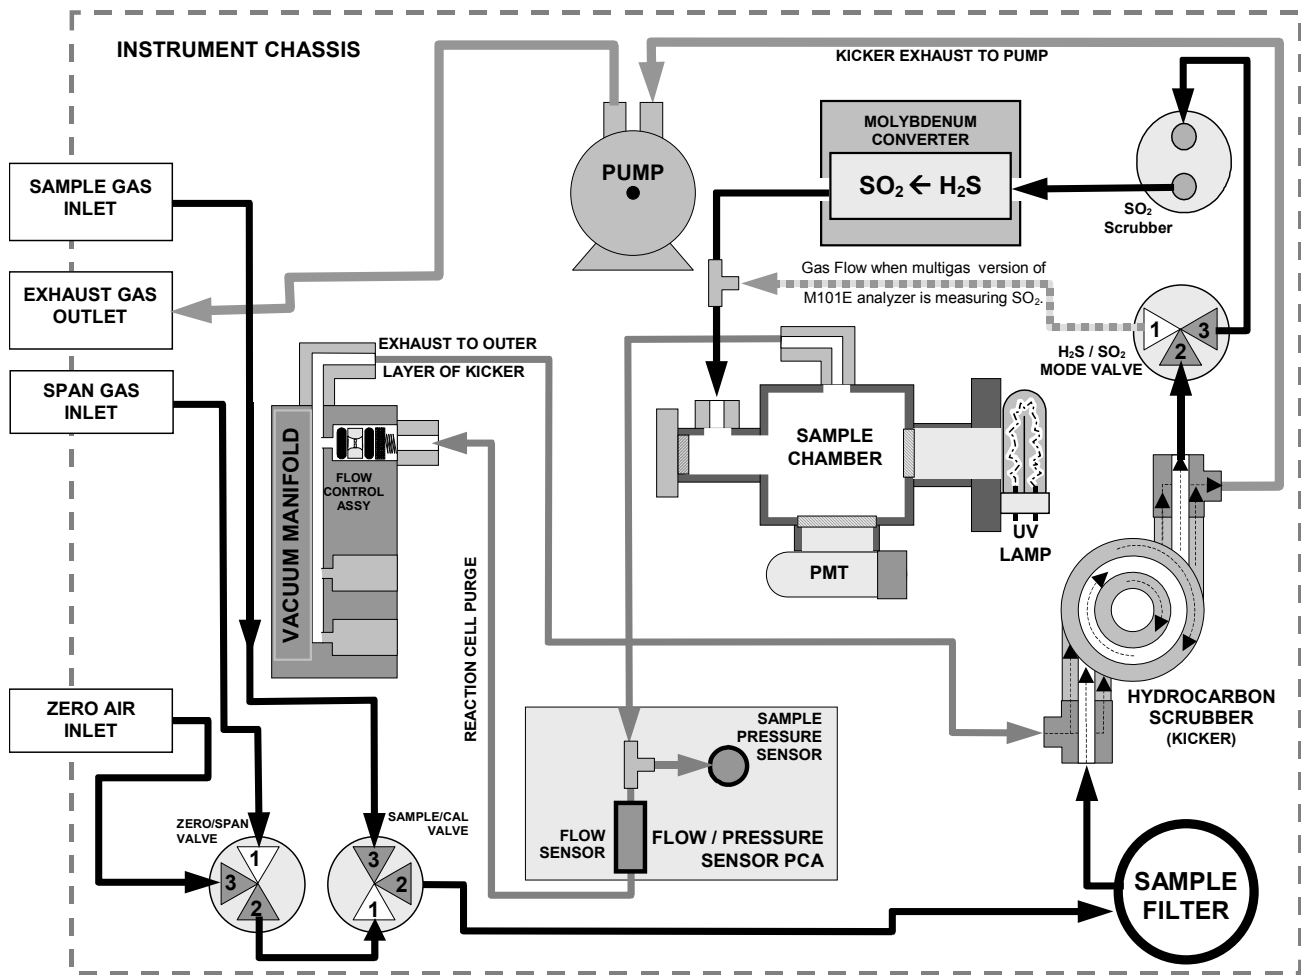 INSTRUMENT CHASSIS
KICKER EXHAUST TO PUMP
MOLYBDENUM
CONVERTER
SO₂ ← H₂S
PUMP
SO₂
Scrubber
SAMPLE GAS
INLET
EXHAUST GAS
OUTLET
SPAN GAS
INLET
Gas Flow when multigas version of
M101E analyzer is measuring SO₂.
1
3
2
H₂S / SO₂
MODE VALVE
EXHAUST TO OUTER
LAYER OF KICKER
VACUUM MANIFOLD
FLOW
CONTROL
ASSY
SAMPLE
CHAMBER
UV
LAMP
PMT
REACTION CELL PURGE
ZERO AIR
INLET
HYDROCARBON
SCRUBBER
(KICKER)
SAMPLE
PRESSURE
SENSOR
FLOW
SENSOR
FLOW / PRESSURE
SENSOR PCA
ZERO/SPAN
VALVE
1
3
2
SAMPLE/CAL
VALVE
3
2
1
SAMPLE
FILTER